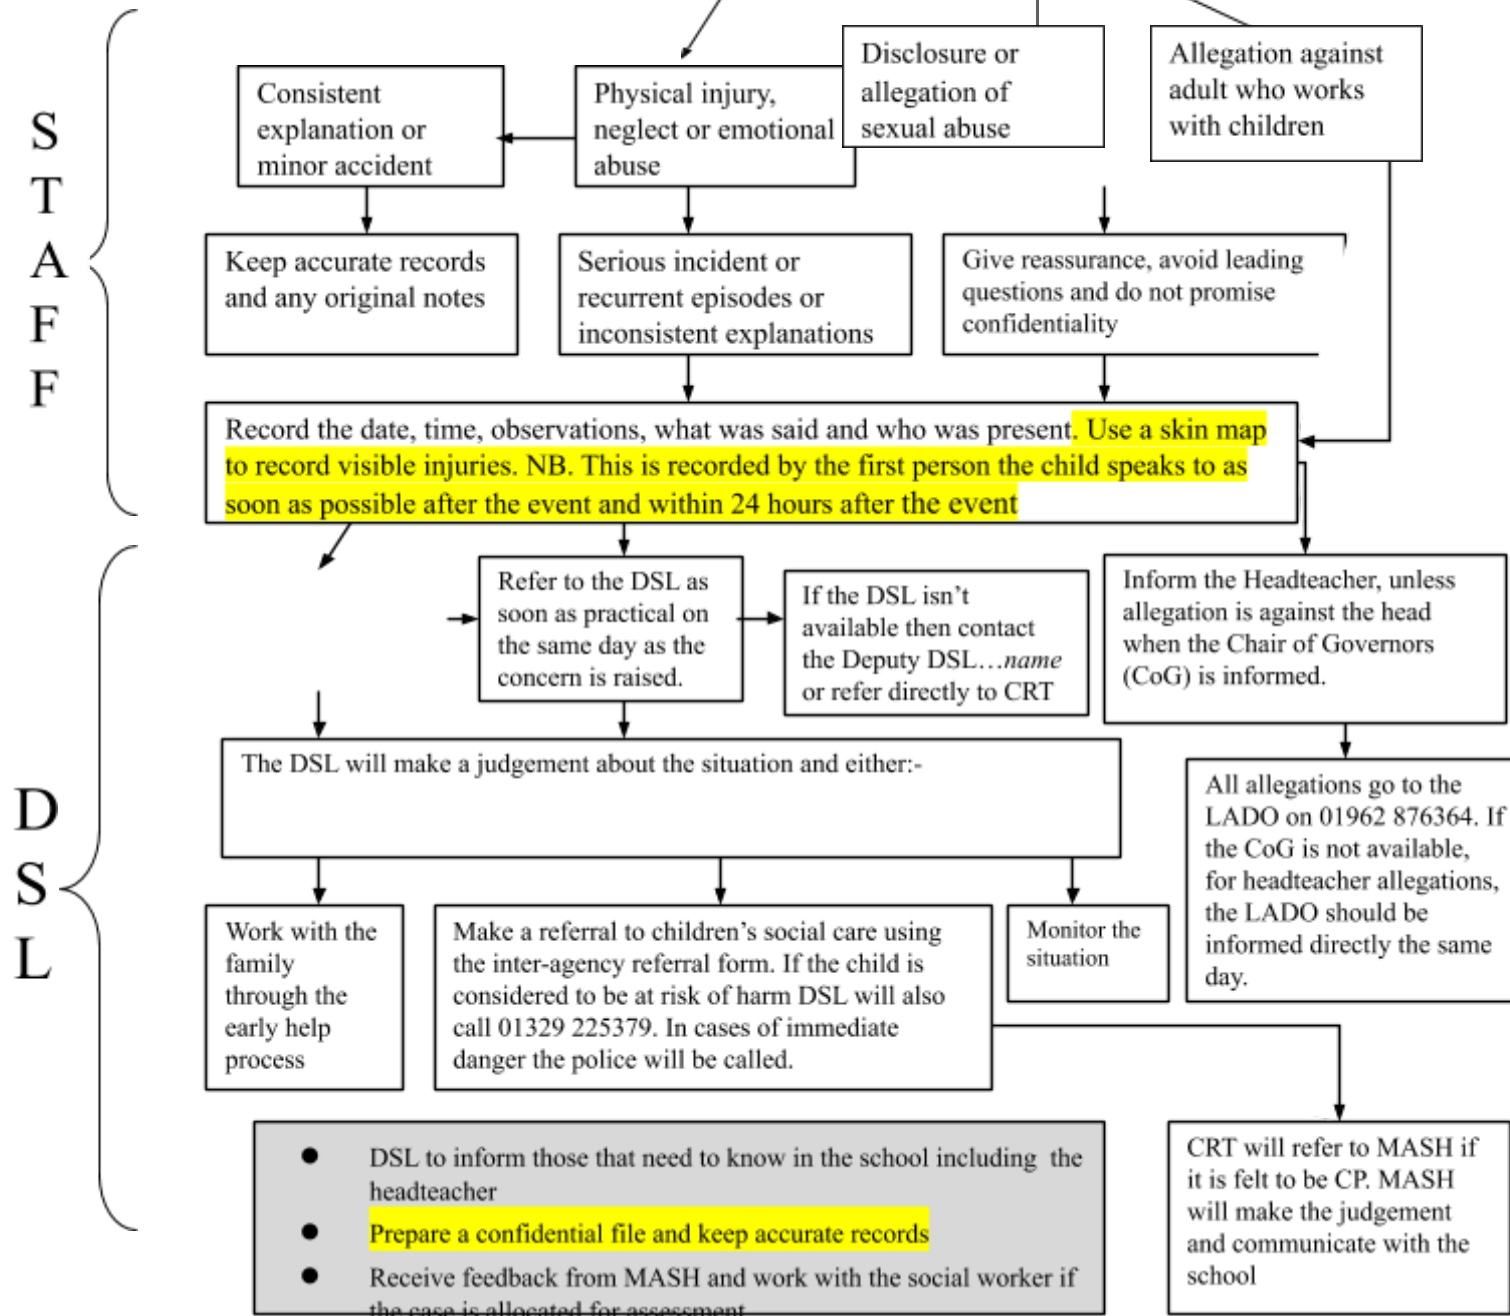 S
T
A
F
F
Consistent
explanation or
minor accident
Physical injury,
neglect or emotional
abuse
Disclosure or
allegation of
sexual abuse
Allegation against
adult who works
with children
Keep accurate records
and any original notes
Serious incident or
recurrent episodes or
inconsistent explanations
Give reassurance, avoid leading
questions and do not promise
confidentiality
Record the date, time, observations, what was said and who was present. Use a skin map
to record visible injuries. NB. This is recorded by the first person the child speaks to as
soon as possible after the event and within 24 hours after the event
D
S
L
Refer to the DSL as
soon as practical on
the same day as the
concern is raised.
If the DSL isn’t
available then contact
the Deputy DSL…name
or refer directly to CRT
Inform the Headteacher, unless
allegation is against the head
when the Chair of Governors
(CoG) is informed.
The DSL will make a judgement about the situation and either:-
All allegations go to the
LADO on 01962 876364. If
the CoG is not available,
for headteacher allegations,
the LADO should be
informed directly the same
day.
Work with the
family
through the
early help
process
Make a referral to children’s social care using
the inter-agency referral form. If the child is
considered to be at risk of harm DSL will also
call 01329 225379. In cases of immediate
danger the police will be called.
Monitor the
situation
● DSL to inform those that need to know in the school including the
headteacher
● Prepare a confidential file and keep accurate records
● Receive feedback from MASH and work with the social worker if
the case is allocated for assessment
CRT will refer to MASH if
it is felt to be CP. MASH
will make the judgement
and communicate with the
school